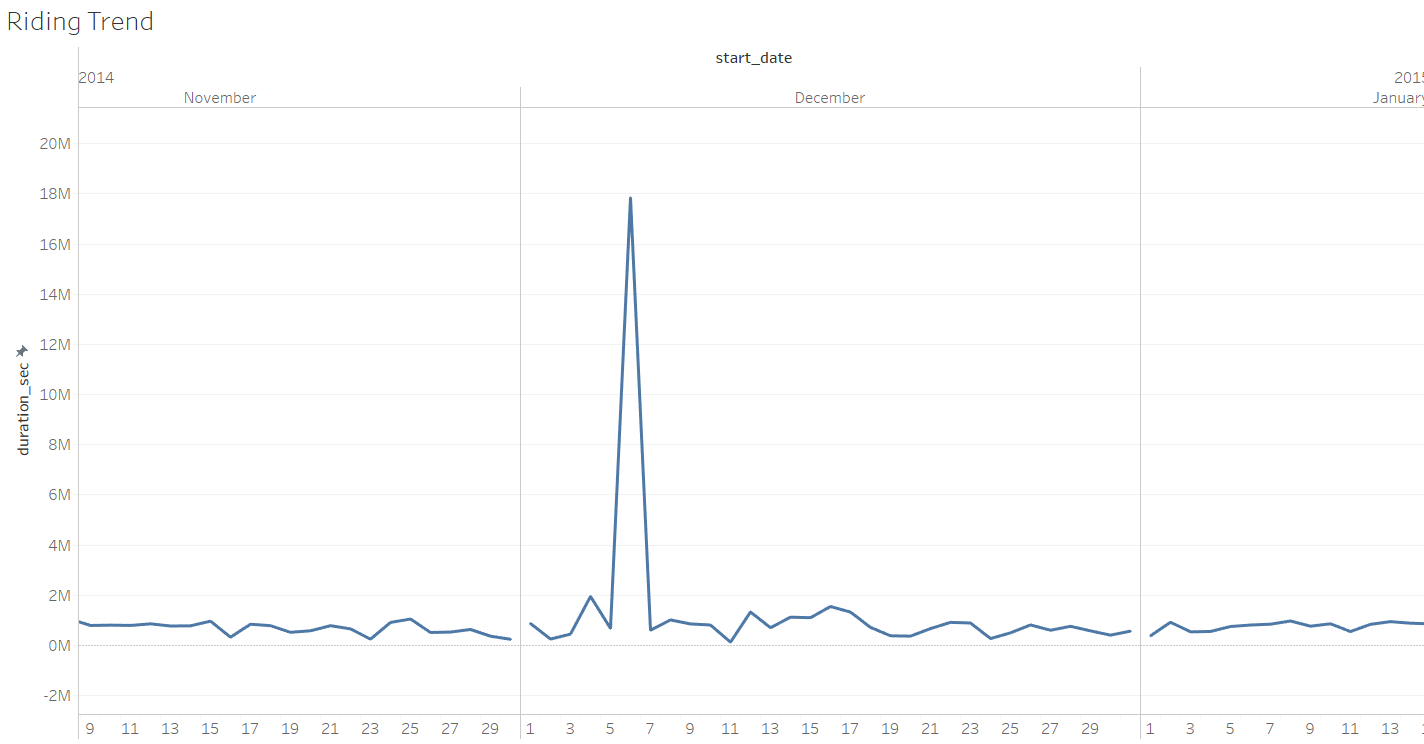 Riding Trend
start_date
2014
2015
November
December
January
20M
18M
16M
14M
12M
10M
8M
6M
4M
2M
0M
-2M
duration_sec
9 11 13 15 17 19 21 23 25 27 29 1 3 5 7 9 11 13 15 17 19 21 23 25 27 29 1 3 5 7 9 11 13